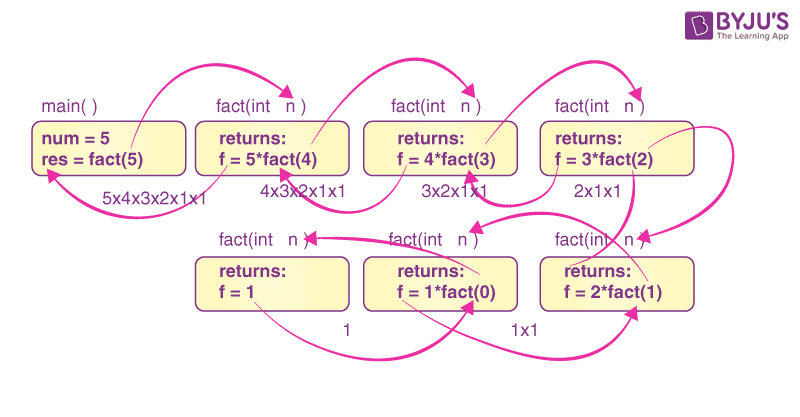 BYJU'S
The Learning App
main( )
fact(int n )
fact(int n )
fact(int n )
num = 5
res = fact(5)
returns:
f = 5*fact(4)
returns:
f = 4*fact(3)
returns:
f = 3*fact(2)
5x4x3x2x1x1
4x3x2x1x1
3x2x1x1
2x1x1
fact(int n )
fact(int n )
fact(int n )
returns:
f = 1
returns:
f = 1*fact(0)
returns:
f = 2*fact(1)
1
1x1